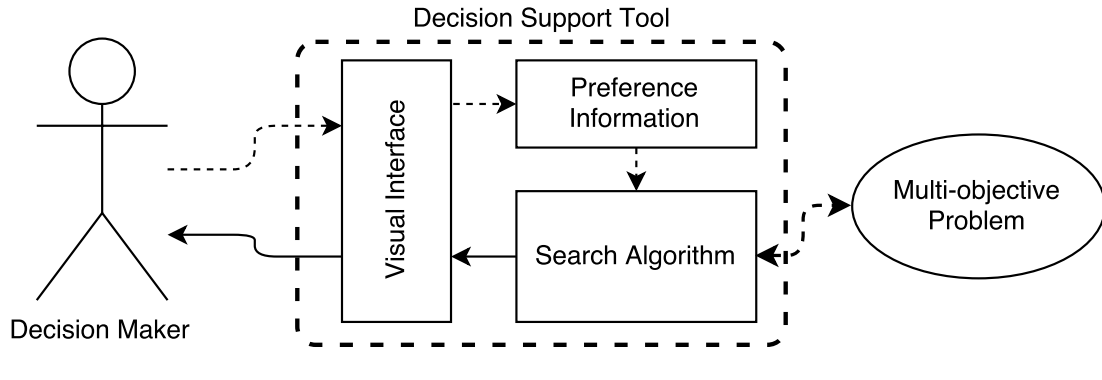 Decision Support Tool
Preference
Information
Visual Interface
Multi-objective
Problem
Search Algorithm
Decision Maker